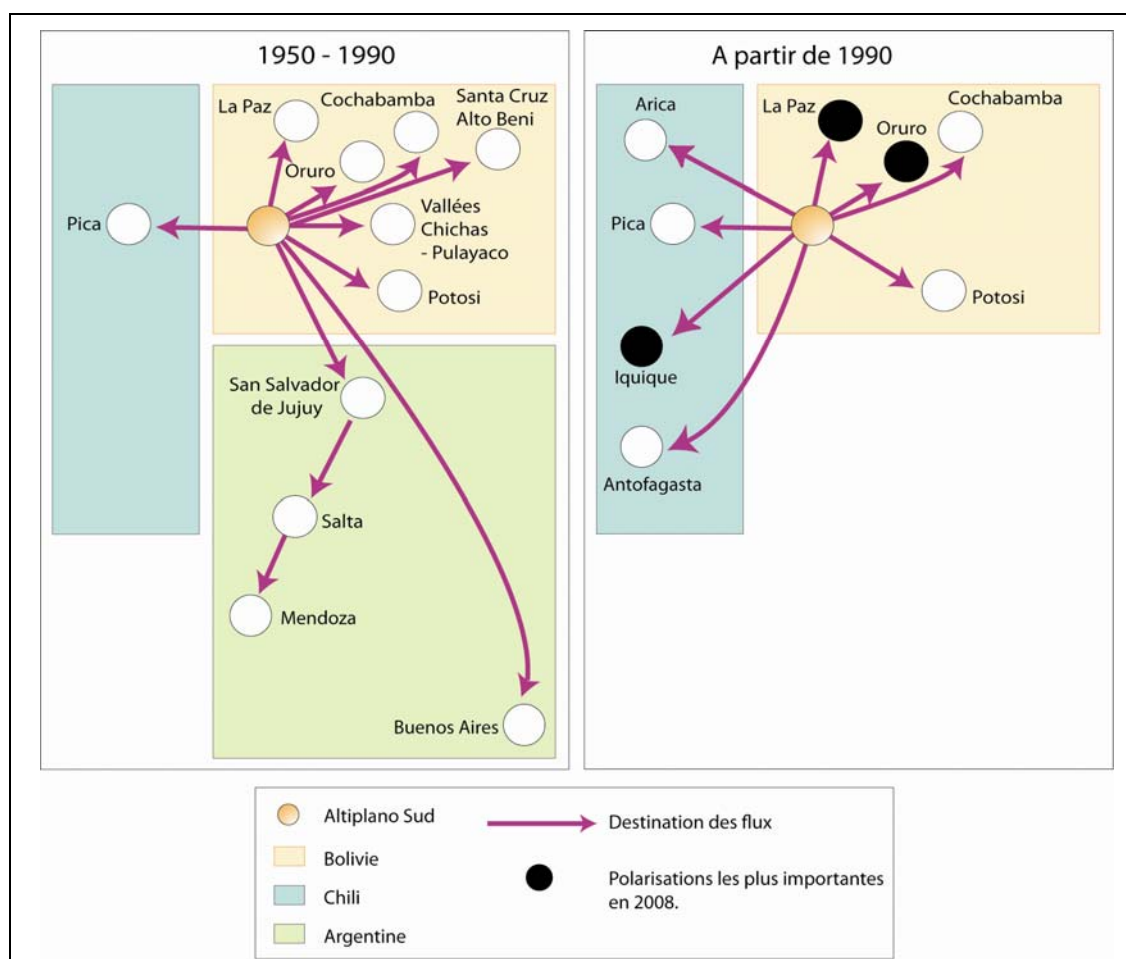 1950 - 1990
La Paz
Cochabamba
Santa Cruz
Alto Beni
Oruro
Pica
Vallées
Chichas
- Pulayaco
Potosi
San Salvador
de Jujuy
Salta
Mendoza
Buenos Aires
A partir de 1990
Arica
La Paz
Oruro
Cochabamba
Pica
Potosi
Iquique
Antofagasta
Altiplano Sud
Bolivie
Chili
Argentine
Destination des flux
Polarisations les plus importantes
en 2008.